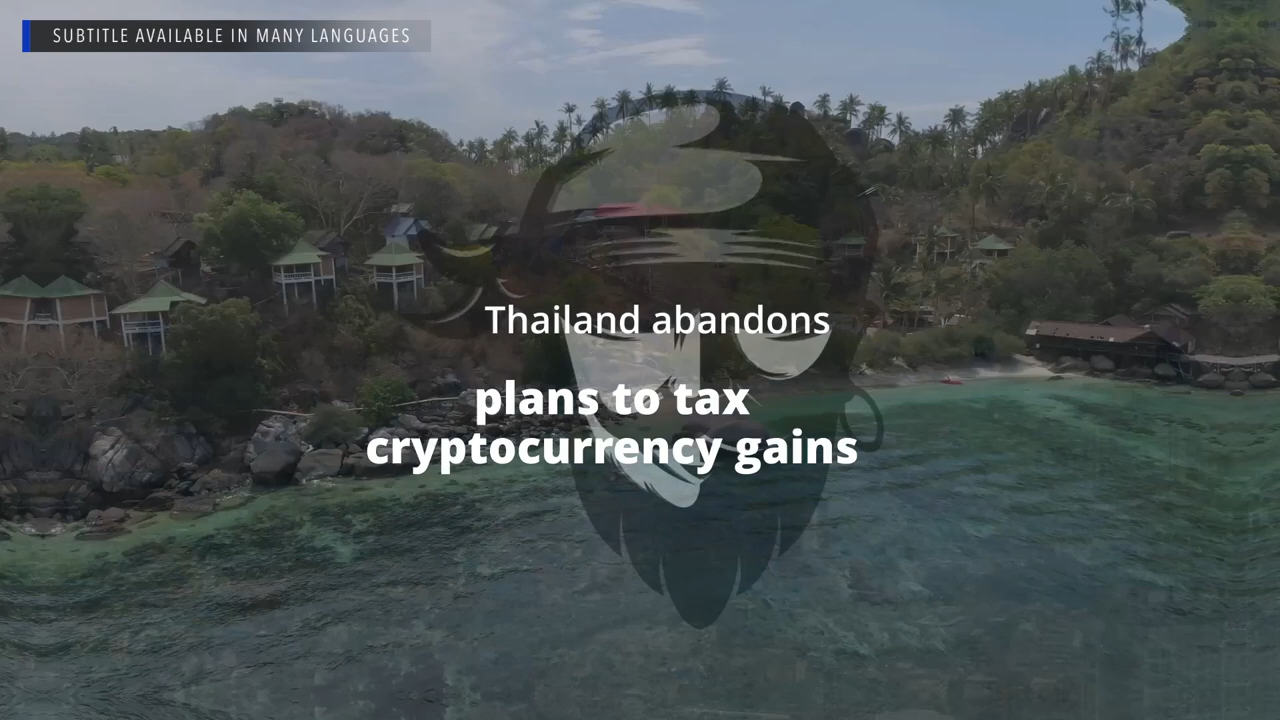 SUBTITLE AVAILABLE IN MANY LANGUAGES
Thailand abandons
plans to tax
cryptocurrency gains